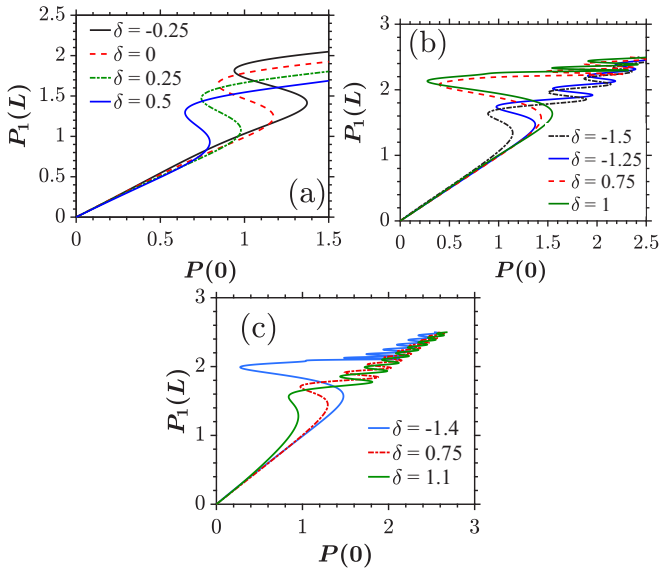 2.5
2
1.5
1
0.5
0
P₁(L)
δ = -0.25
δ = 0
δ = 0.25
δ = 0.5
(a)
0 0.5 1 1.5
P(0)
3
2
1
0
P₁(L)
(b)
δ = -1.5
δ = -1.25
δ = 0.75
δ = 1
0 0.5 1 1.5 2 2.5
P(0)
3
2
1
0
P₁(L)
(c)
δ = -1.4
δ = 0.75
δ = 1.1
0 1 2 3
P(0)